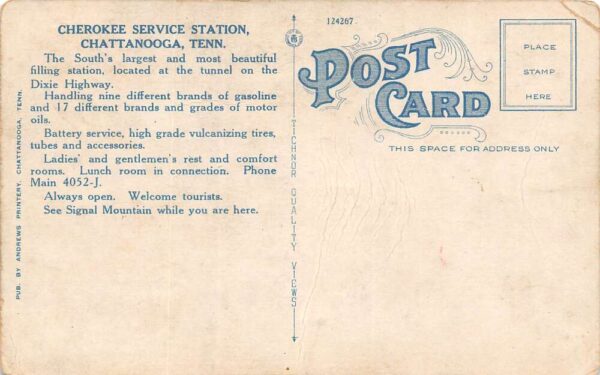 CHEROKEE SERVICE STATION,
CHATTANOOGA, TENN.
The South's largest and most beautiful
filling station, located at the tunnel on the
Dixie Highway.
Handling nine different brands of gasoline
and 17 different brands and grades of motor
oils.
Battery service, high grade vulcanizing tires,
tubes and accessories.
Ladies' and gentlemen's rest and comfort
rooms. Lunch room in connection. Phone
Main 4052-J.
Always open. Welcome tourists.
See Signal Mountain while you are here.
PUB. BY ANDREWS PRINTERY, CHATTANOOGA, TENN.
TICHNOR QUALITY VIEWS
124267
POST
CARD
THIS SPACE FOR ADDRESS ONLY
PLACE
STAMP
HERE